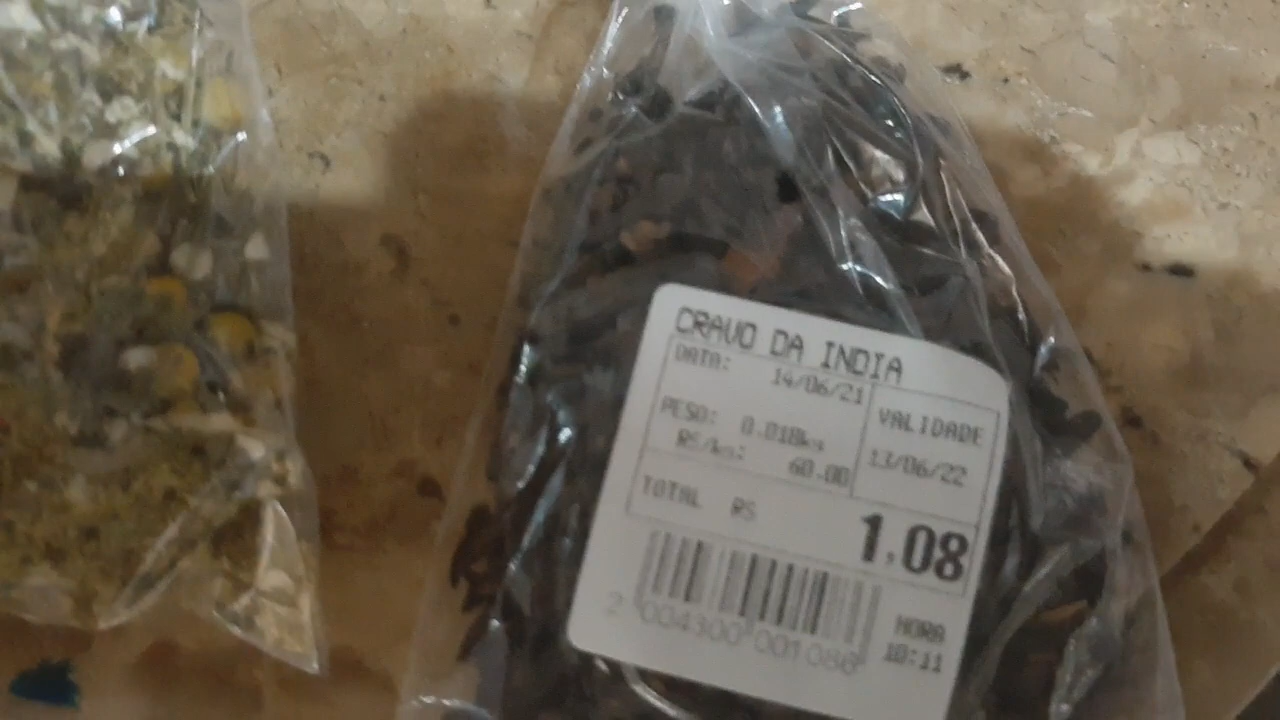 CRAVO DA INDIA
DATA: 14/06/21
VALIDADE
13/06/22
PESO: 0.018kg
R$/kg: 60.00
TOTAL R$ 1,08
2 004300 001086
HORA
10:11